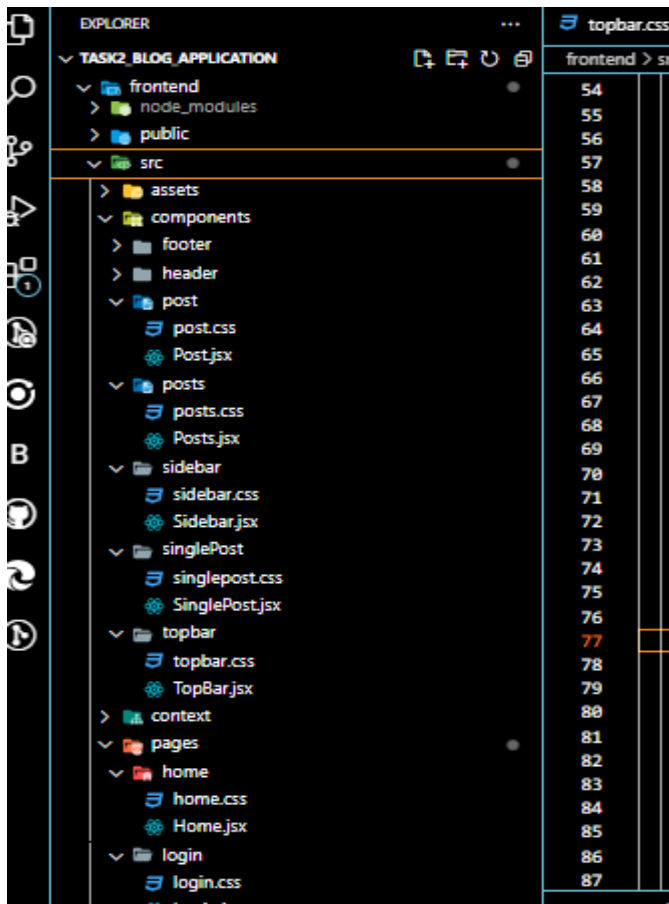 EXPLORER ...
TASK2_BLOG_APPLICATION
frontend
node_modules
public
src
assets
components
footer
header
post
post.css
Post.jsx
posts
posts.css
Posts.jsx
sidebar
sidebar.css
Sidebar.jsx
singlePost
singlepost.css
SinglePost.jsx
topbar
topbar.css
TopBar.jsx
context
pages
home
home.css
Home.jsx
login
login.css
1
B
topbar.css
frontend >
54
55
56
57
58
59
60
61
62
63
64
65
66
67
68
69
70
71
72
73
74
75
76
77
78
79
80
81
82
83
84
85
86
87